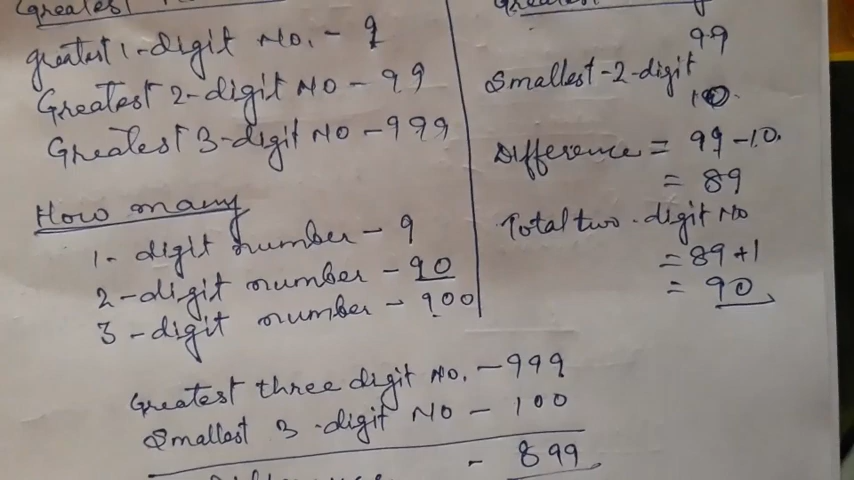 Greatest
greatest 1-digit No. - 9
Greatest 2-digit NO - 99
Greatest 3-digit NO - 999
How many
1- digit number - 9
2-digit number - 90
3-digit number - 900
Greatest
99
Smallest-2-digit
10.
Difference = 99 - 10.
= 89
Total two-digit No
= 89 + 1
= 90
Greatest three digit No. - 999
Smallest 3-digit NO - 100
- 899